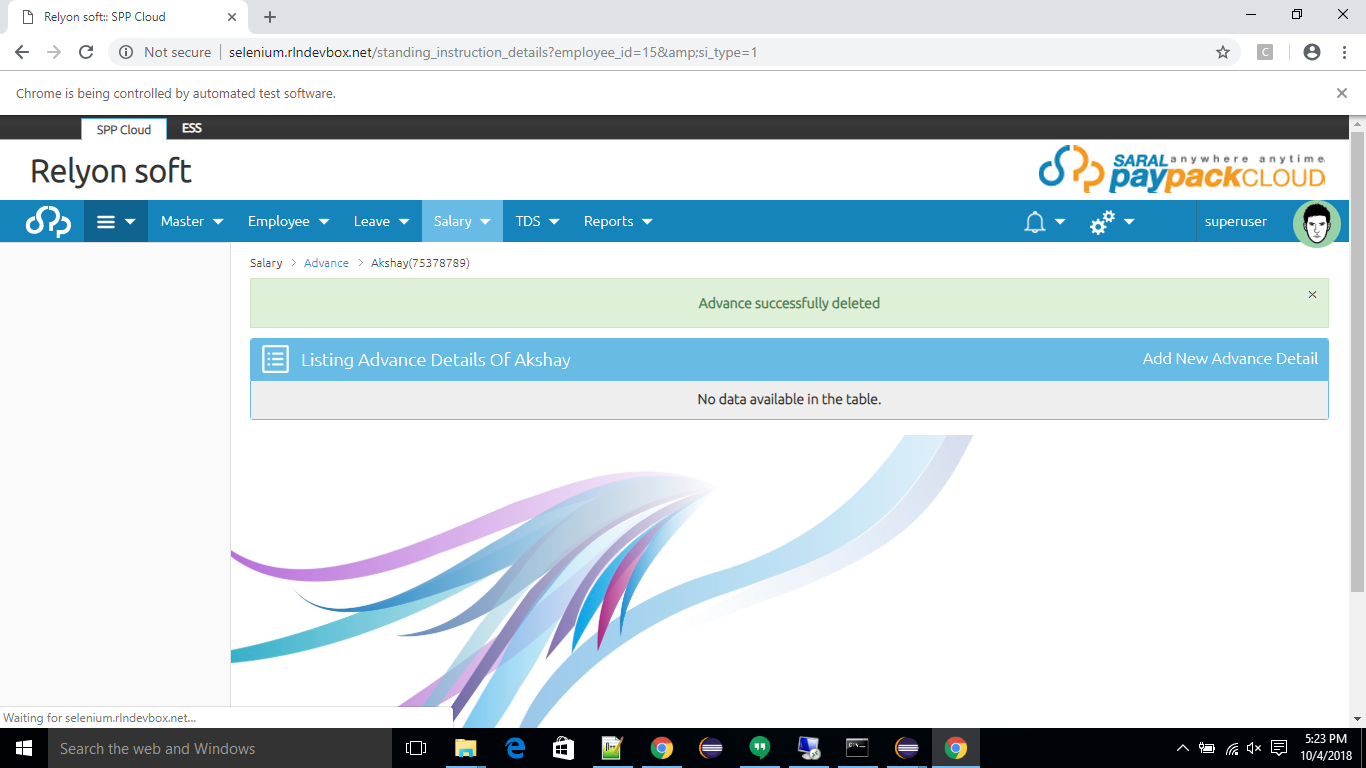 Relyon soft:: SPP Cloud
Not secure selenium.rlndevbox.net/standing_instruction_details?employee_id=15&amp;si_type=1
C
Chrome is being controlled by automated test software.
SPP Cloud ESS
Relyon soft
SARAL anywhere anytime
paypackCLOUD
Master Employee Leave Salary TDS Reports superuser
Salary > Advance > Akshay(75378789)
Advance successfully deleted ×
Listing Advance Details Of Akshay Add New Advance Detail
No data available in the table.
Waiting for selenium.rlndevbox.net...
Search the web and Windows
5:23 PM
10/4/2018